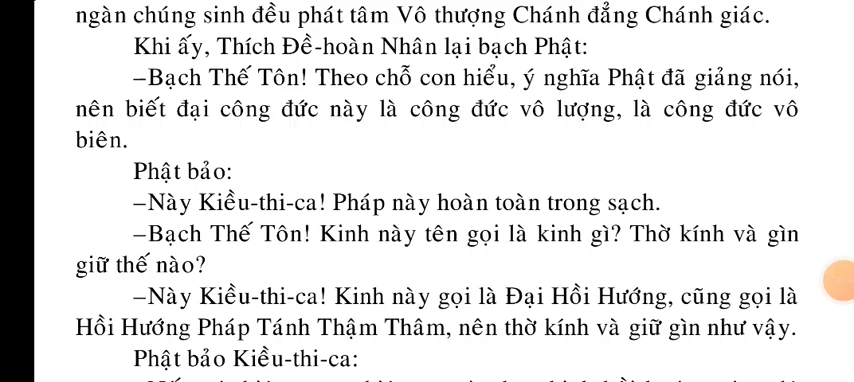 ngàn chúng sinh đều phát tâm Vô thượng Chánh đẳng Chánh giác.
Khi ấy, Thích Đề-hoàn Nhân lại bạch Phật:
–Bạch Thế Tôn! Theo chỗ con hiểu, ý nghĩa Phật đã giảng nói,
nên biết đại công đức này là công đức vô lượng, là công đức vô
biên.
Phật bảo:
–Này Kiều-thi-ca! Pháp này hoàn toàn trong sạch.
–Bạch Thế Tôn! Kinh này tên gọi là kinh gì? Thờ kính và gìn
giữ thế nào?
–Này Kiều-thi-ca! Kinh này gọi là Đại Hồi Hướng, cũng gọi là
Hồi Hướng Pháp Tánh Thậm Thâm, nên thờ kính và giữ gìn như vậy.
Phật bảo Kiều-thi-ca: